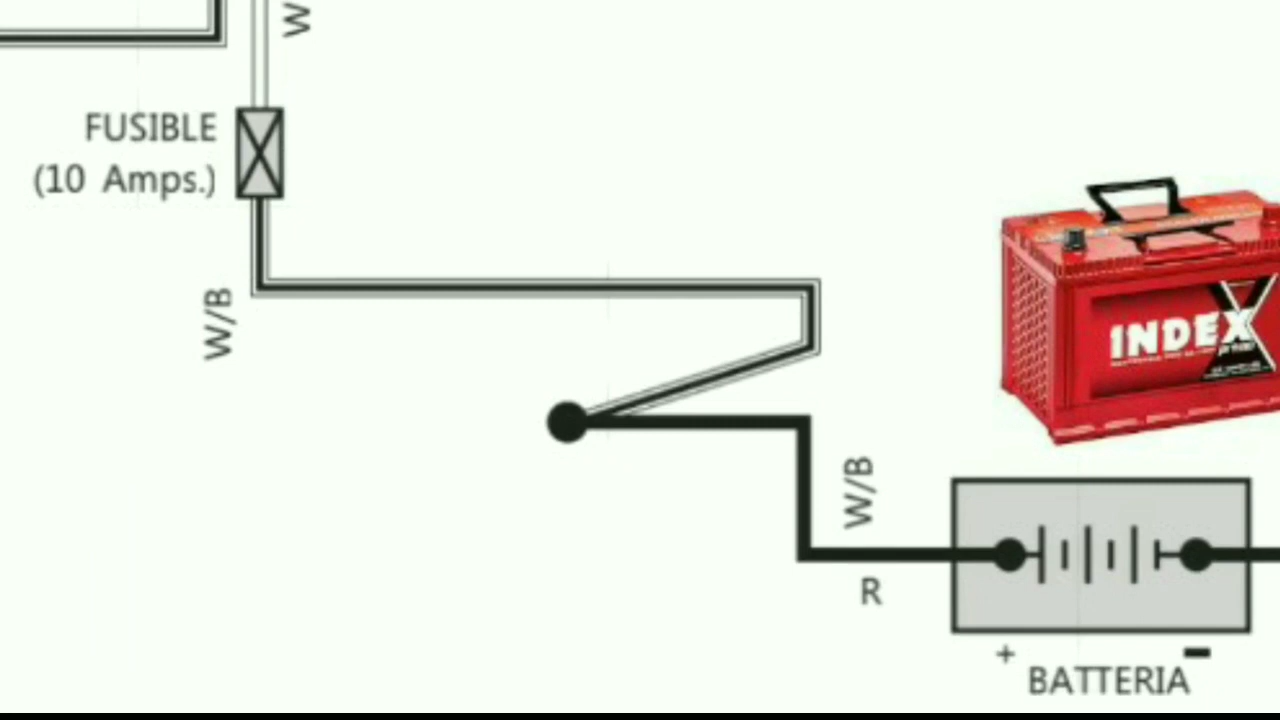 W
FUSIBLE
(10 Amps.)
W/B
INDEX
W/B
R
+ -
BATTERIA